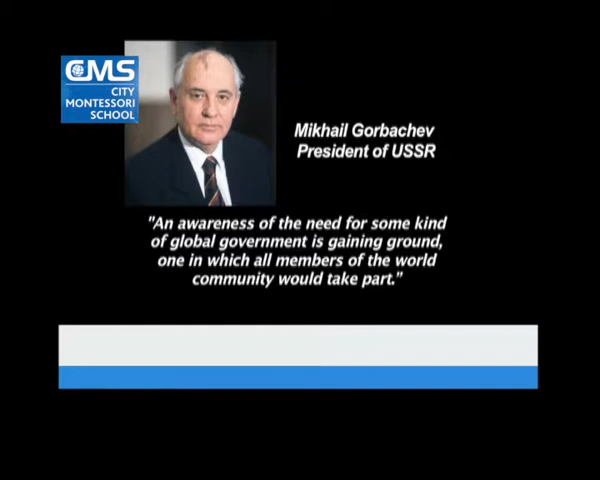 CMS
CITY
MONTESSORI
SCHOOL
Mikhail Gorbachev
President of USSR
"An awareness of the need for some kind
of global government is gaining ground,
one in which all members of the world
community would take part."